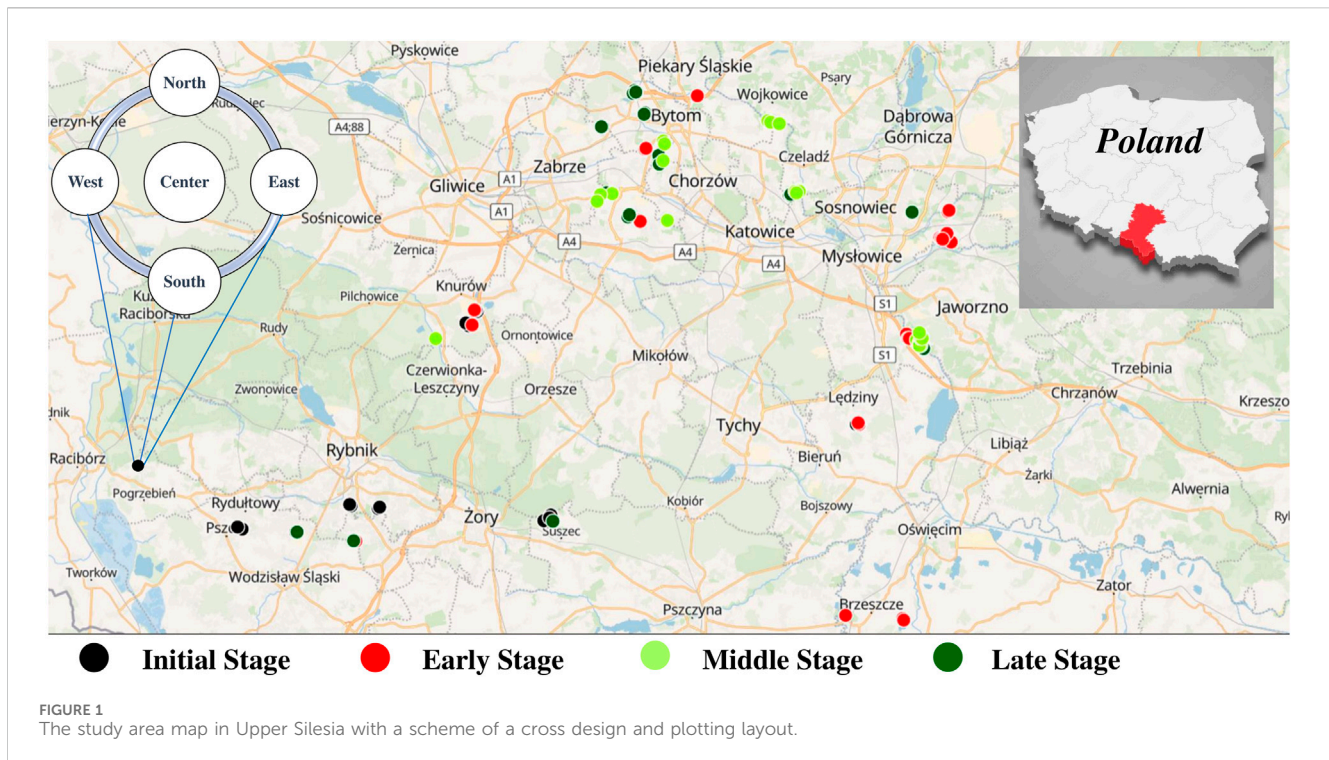 North
West
Center
East
South
Pyskowice
A4;88
Piekary Śląskie
Psary
Wojkowice
Bytom
Dąbrowa
Górnicza
Zabrze
Czeladź
Gliwice
A1
Chorzów
A1
Sośnicowice
Sosnowiec
Żernica
A4
Katowice
A4
A4
Mysłowice
Poland
Knurów
Pilchowice
S1
Jaworzno
Raciborska
Rudy
Ornontowice
Mikołów
S1
Czerwionka-
Leszczyny
Zwonowice
Orzesze
Trzebinia
Lędziny
Chrzanów
Krzeszo
Tychy
Rybnik
Racibórz
Bieruń
Libiąż
Żarki
Pogrzebień
Rydułtowy
Kobiór
Bojszowy
Alwernia
Żory
Suszec
Oświęcim
Tworków
Wodzisław Śląski
Zator
Pszczyna
Brzeszcze
Initial Stage
Early Stage
Middle Stage
Late Stage
FIGURE 1
The study area map in Upper Silesia with a scheme of a cross design and plotting layout.